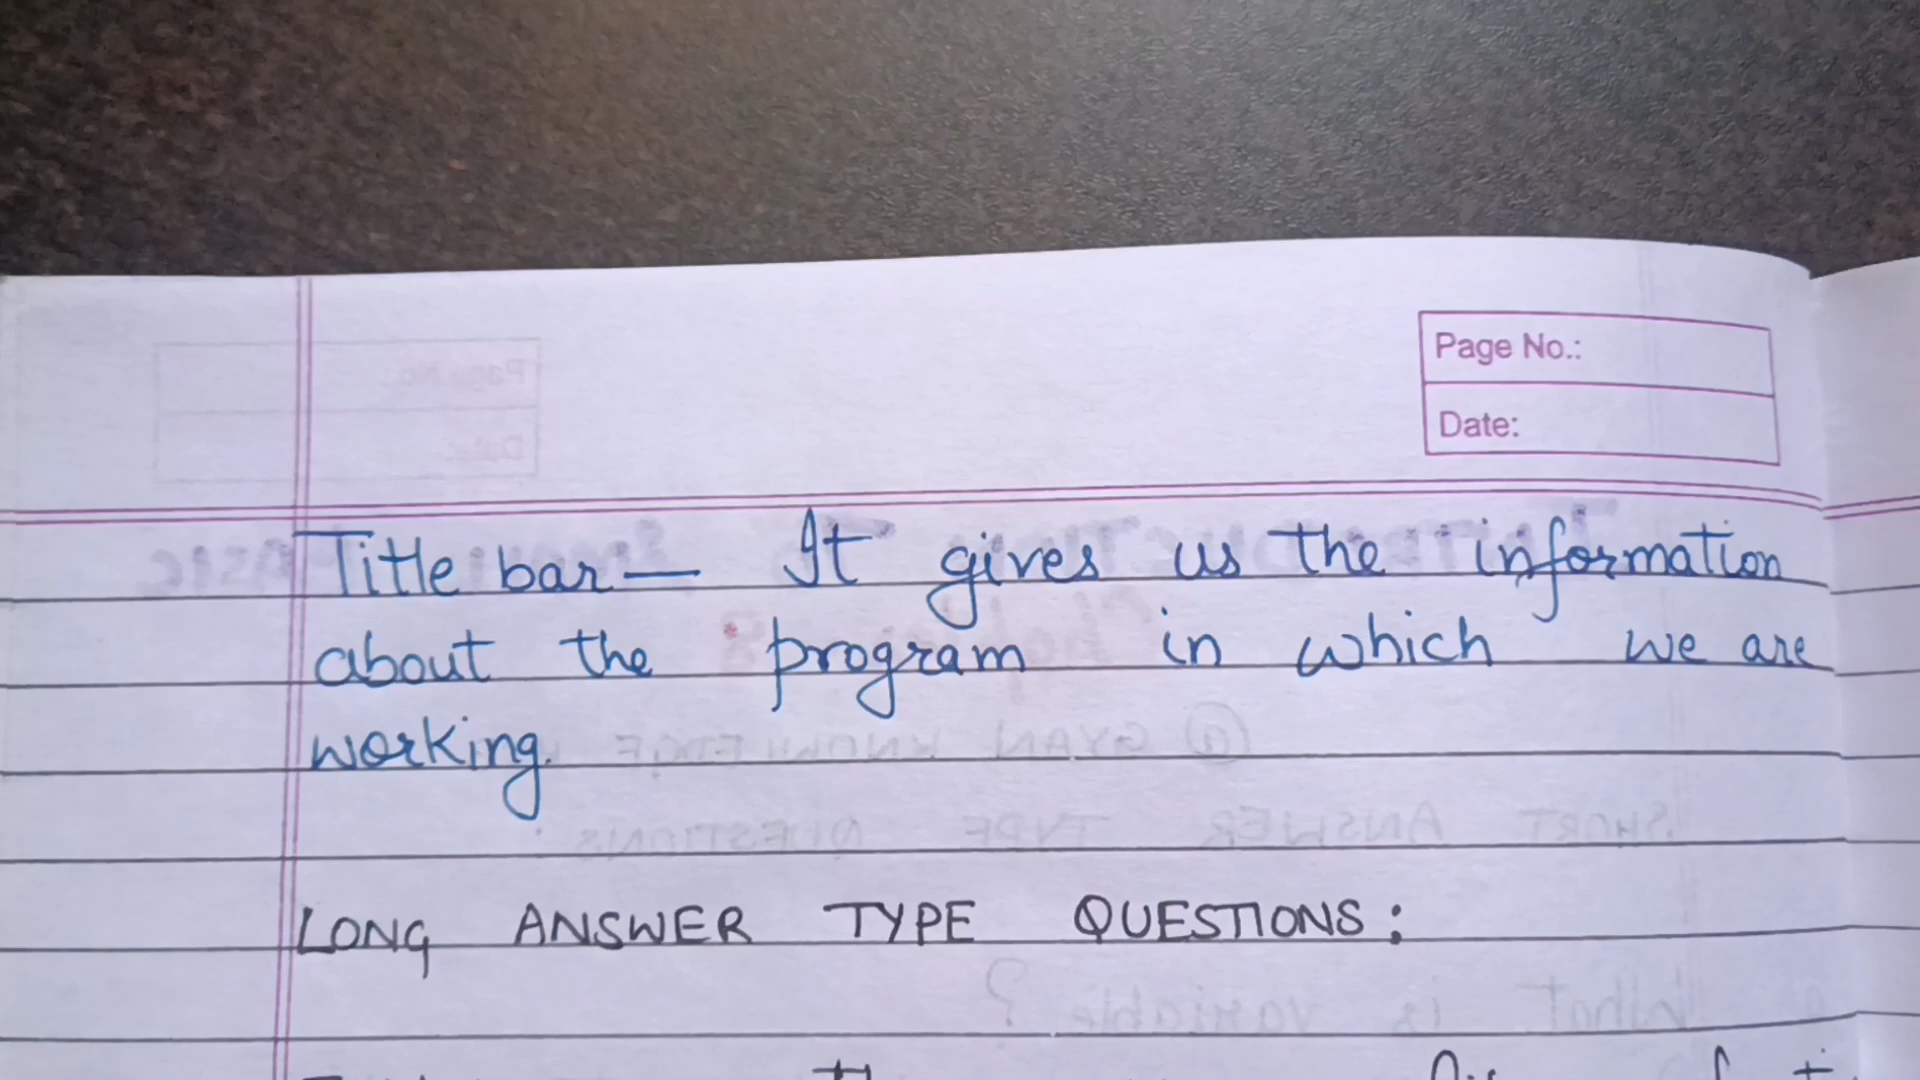 Page No.:
Date:
Title bar — It gives us the information
about the program in which we are
working.
LONG ANSWER TYPE QUESTIONS: